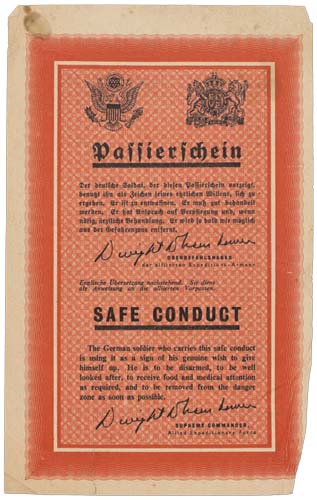 Passierschein
Der deutsche Soldat, der diesen Passierschein vorzeigt,
benutzt ihn als Zeichen seines ehrlichen Willens, sich zu
ergeben. Er ist zu entwaffnen. Er muß gut behandelt
werden. Er hat Anspruch auf Verpflegung und, wenn
nötig, ärztliche Behandlung. Er wird so bald wie möglich
aus der Gefahrenzone entfernt.
Dwight D Eisenhower
OBERBEFEHLSHABER
der alliierten Expeditions-Armeen
Englische Übersetzung nachstehend. Sie dient
als Anweisung an die alliierten Vorposten.
SAFE CONDUCT
The German soldier who carries this safe conduct
is using it as a sign of his genuine wish to give
himself up. He is to be disarmed, to be well
looked after, to receive food and medical attention
as required, and to be removed from the danger
zone as soon as possible.
Dwight D Eisenhower
SUPREME COMMANDER,
Allied Expeditionary Force